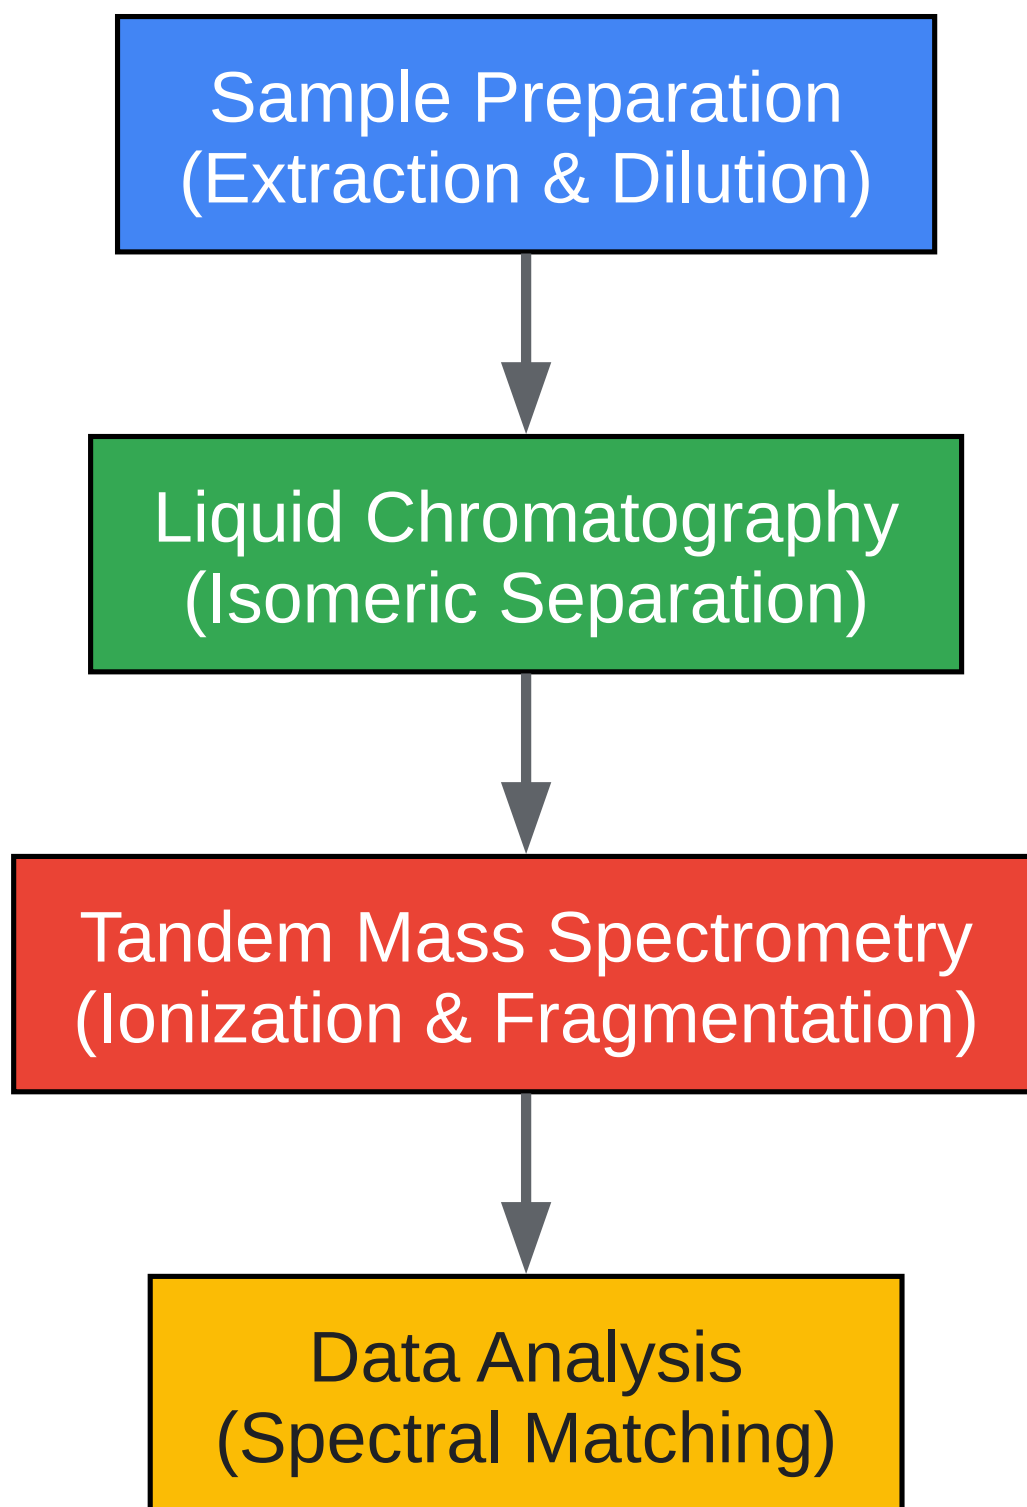 Sample Preparation
(Extraction & Dilution)
Liquid Chromatography
(Isomeric Separation)
Tandem Mass Spectrometry
(Ionization & Fragmentation)
Data Analysis
(Spectral Matching)